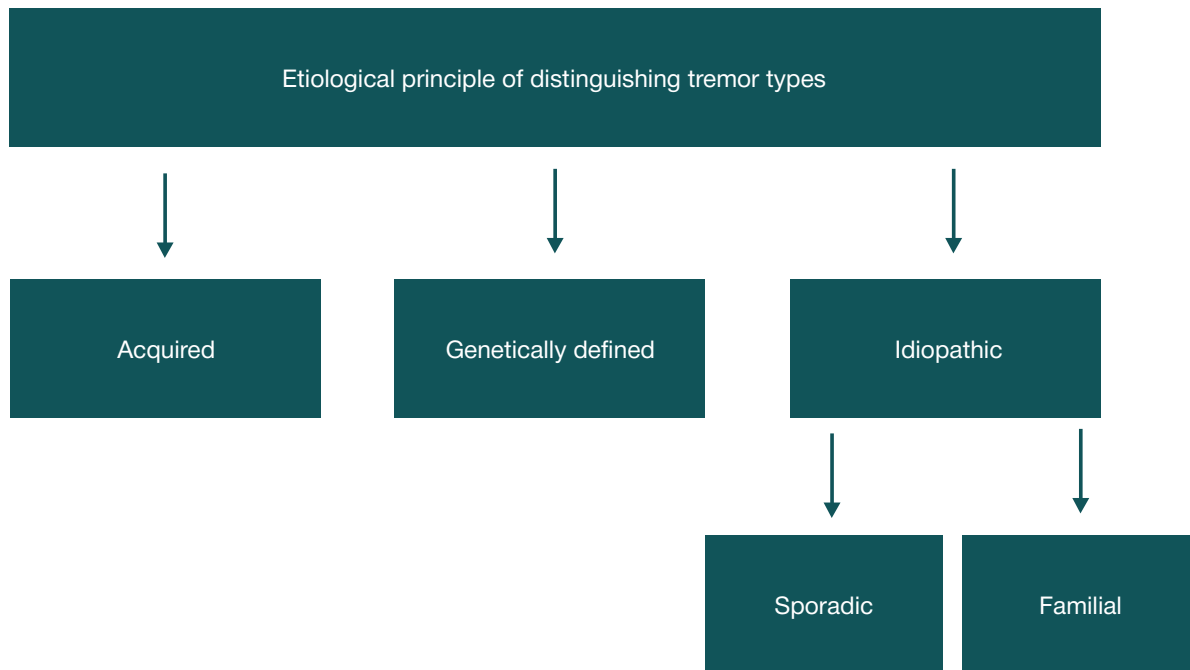 Etiological principle of distinguishing tremor types
Acquired
Genetically defined
Idiopathic
Sporadic
Familial